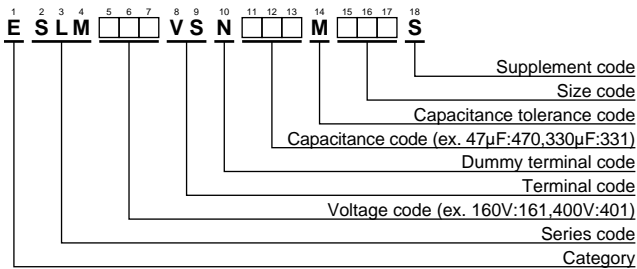 1 2 3 4 5 6 7 8 9 10 11 12 13 14 15 16 17 18
E SLM VS N M S
Supplement code
Size code
Capacitance tolerance code
Capacitance code (ex. 47μF:470,330μF:331)
Dummy terminal code
Terminal code
Voltage code (ex. 160V:161,400V:401)
Series code
Category